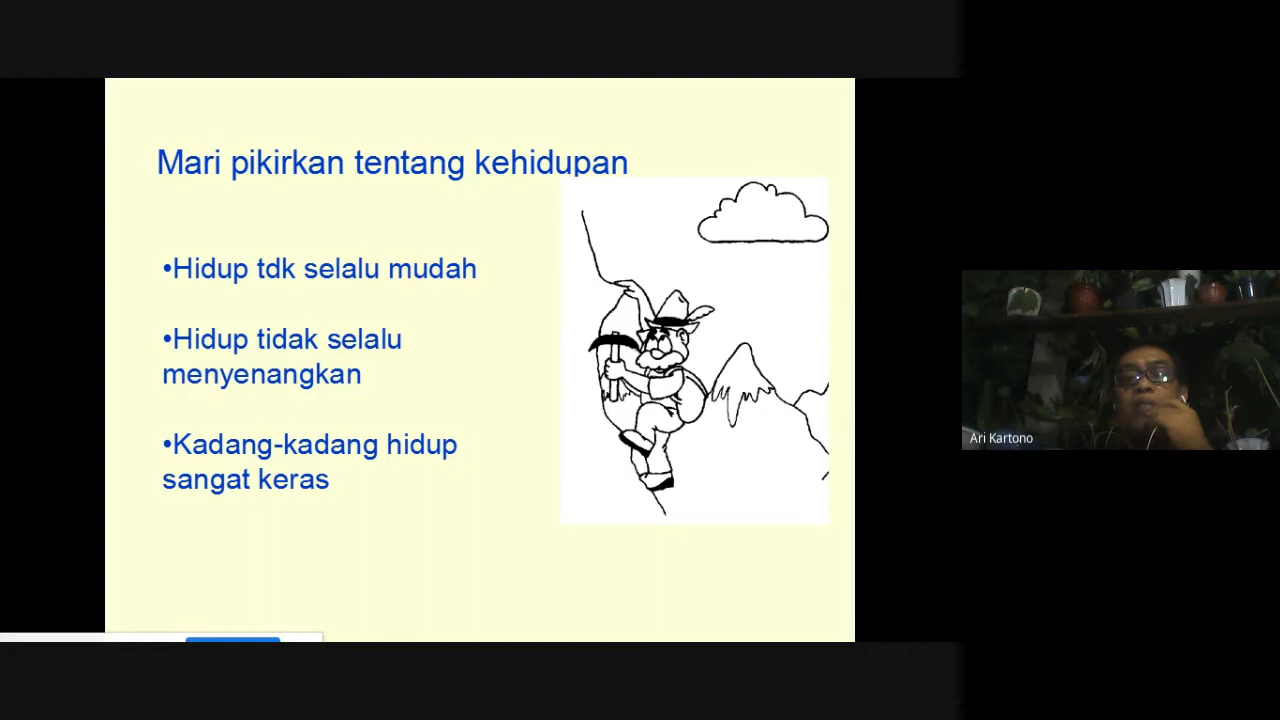 Mari pikirkan tentang kehidupan
•Hidup tdk selalu mudah
•Hidup tidak selalu
menyenangkan
•Kadang-kadang hidup
sangat keras
Ari Kartono